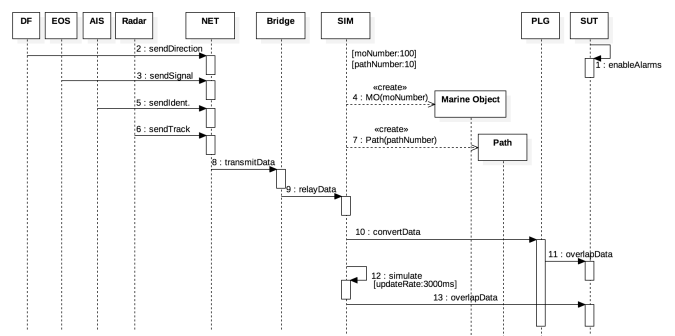 DF EOS AIS Radar NET Bridge SIM PLG SUT
2 : sendDirection
[moNumber:100]
[pathNumber:10]
1 : enableAlarms
3 : sendSignal
«create»
4 : MO(moNumber)
Marine Object
5 : sendIdent.
6 : sendTrack
«create»
7 : Path(pathNumber)
Path
8 : transmitData
9 : relayData
10 : convertData
11 : overlapData
12 : simulate
[updateRate:3000ms]
13 : overlapData